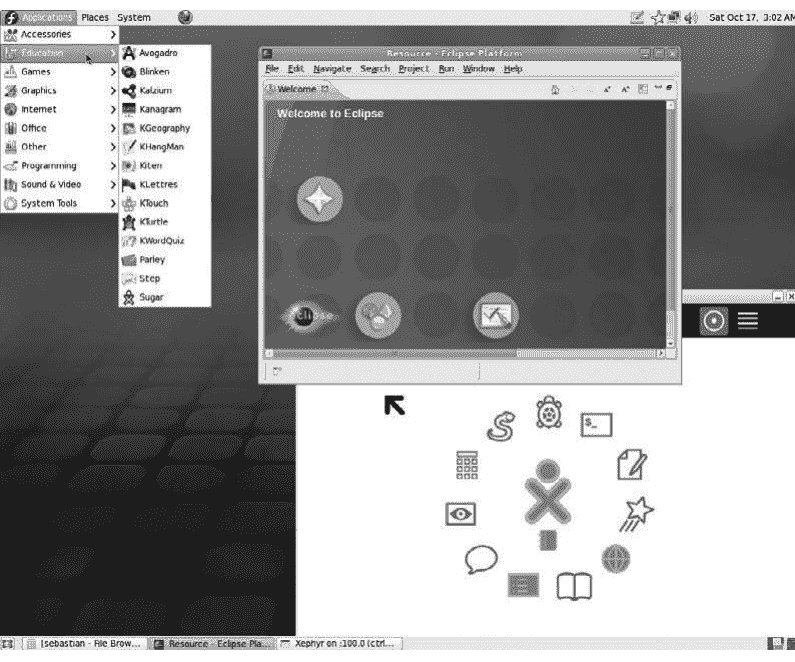 Applications Places System Sat Oct 17, 3:02 AM
Accessories
Education
Games
Graphics
Internet
Office
Other
Programming
Sound & Video
System Tools
Avogadro
Blinken
Kalzium
Kanagram
KGeography
KHangMan
Kiten
KLettres
KTouch
KTurtle
KWordQuiz
Parley
Step
Sugar
Resource - Eclipse Platform
File Edit Navigate Search Project Run Window Help
Welcome
Welcome to Eclipse
eclipse
$_
[sebastian - File Brow... Resource - Eclipse Pla... Xephyr on :100.0 (ctrl...